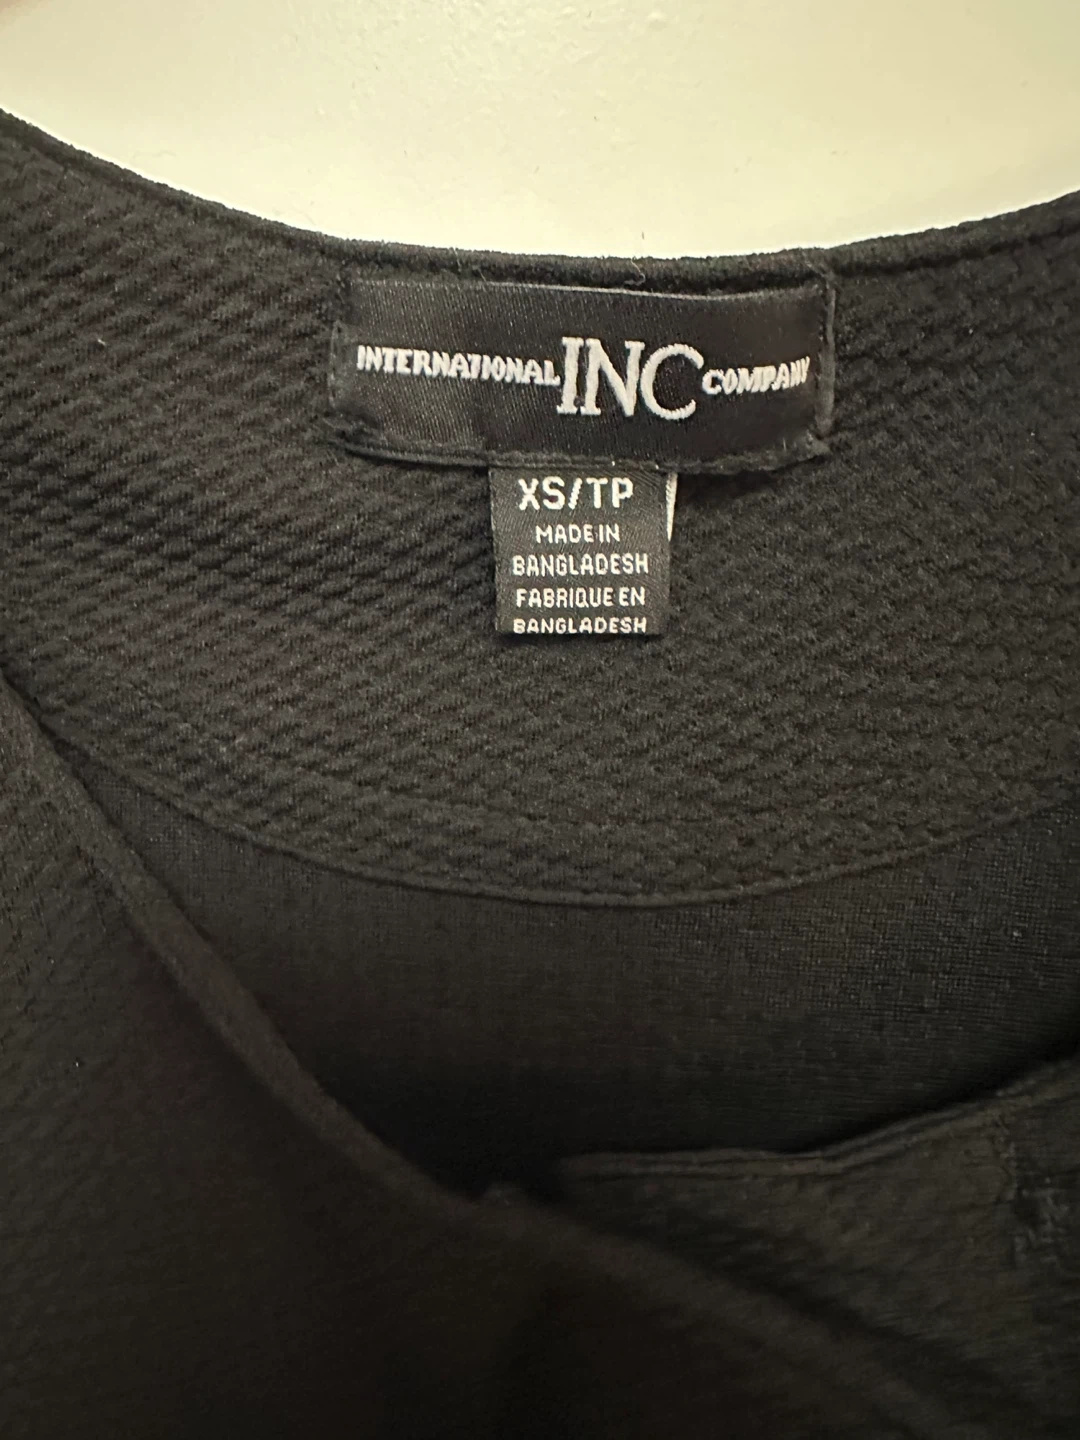 INTERNATIONAL INC COMPANY
XS/TP
MADE IN
BANGLADESH
FABRIQUE EN
BANGLADESH